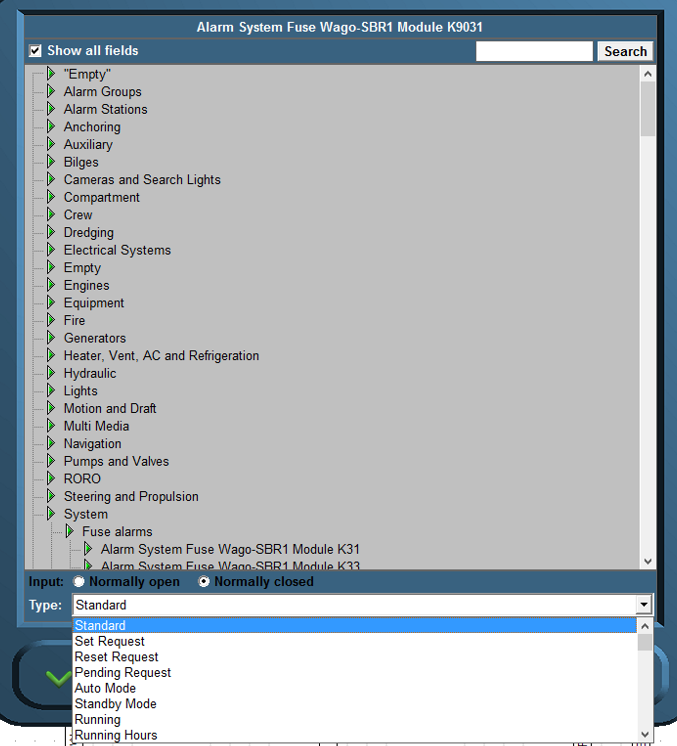 Alarm System Fuse Wago-SBR1 Module K9031
Show all fields
Search
"Empty"
Alarm Groups
Alarm Stations
Anchoring
Auxiliary
Bilges
Cameras and Search Lights
Compartment
Crew
Dredging
Electrical Systems
Empty
Engines
Equipment
Fire
Generators
Heater, Vent, AC and Refrigeration
Hydraulic
Lights
Motion and Draft
Multi Media
Navigation
Pumps and Valves
RORO
Steering and Propulsion
System
Fuse alarms
Alarm System Fuse Wago-SBR1 Module K31
Alarm System Fuse Wago-SBR1 Module K33
Input: Normally open Normally closed
Type: Standard
Standard
Set Request
Reset Request
Pending Request
Auto Mode
Standby Mode
Running
Running Hours